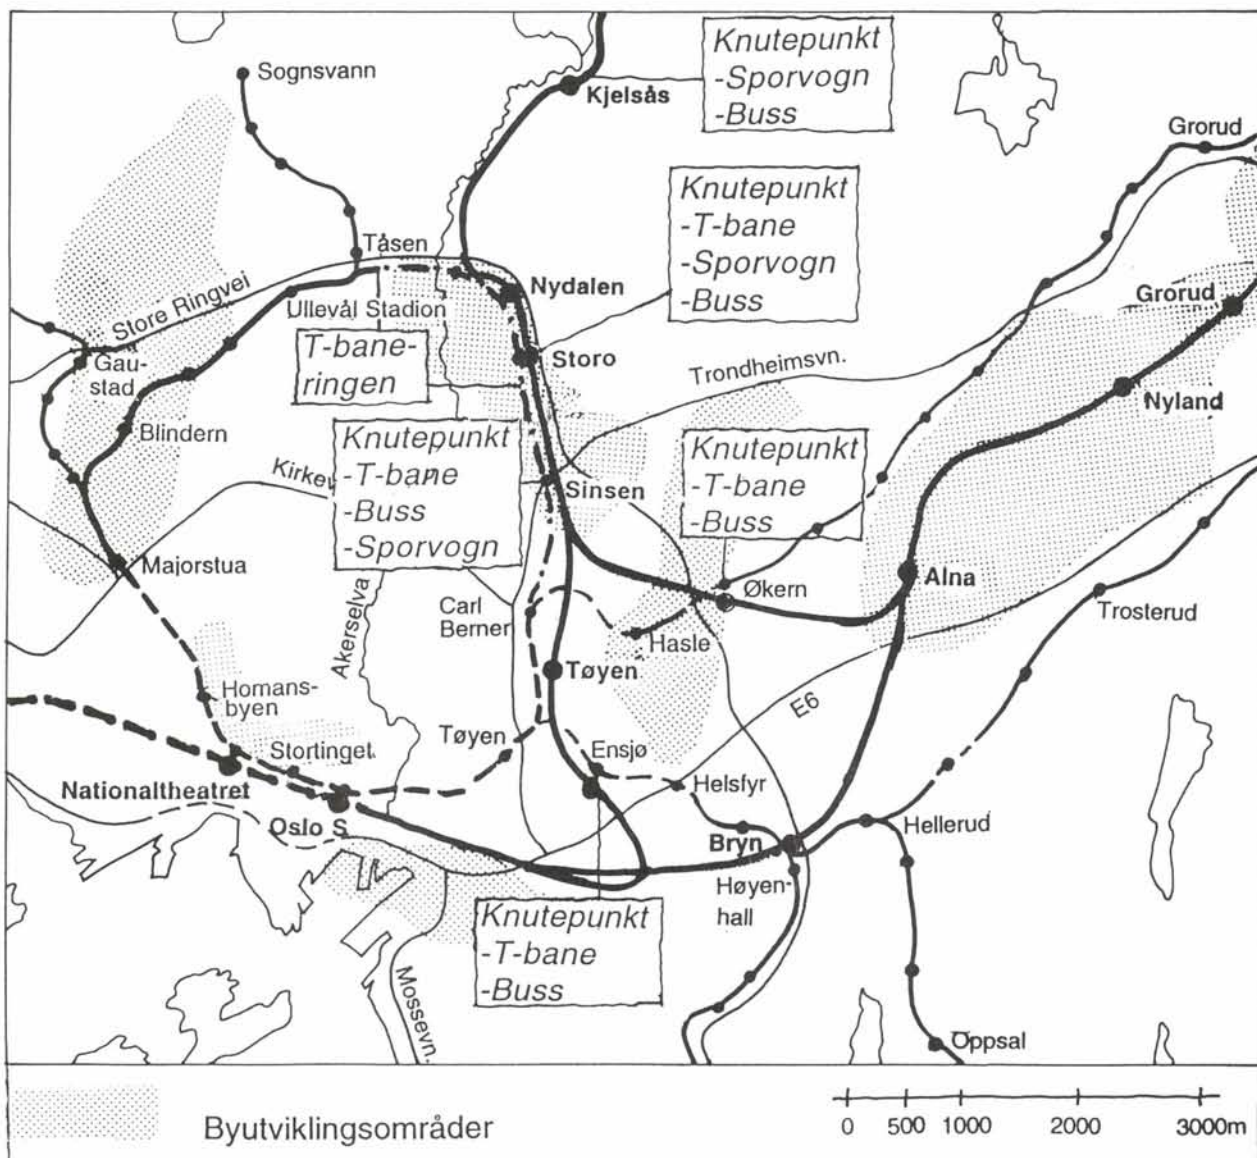 Knutepunkt
-Sporvogn
-Buss
Sognsvann
Kjelsås
Grorud
Knutepunkt
-T-bane
-Sporvogn
-Buss
Tåsen
Nydalen
Grorud
Store Ringvei
Ullevål Stadion
T-bane-
ringen
Storo
Trondheimsvn.
Gau-
stad
Nyland
Blindern
Knutepunkt
-T-bane
-Buss
-Sporvogn
Knutepunkt
-T-bane
-Buss
Kirkev
Sinsen
Majorstua
Økern
Alna
Trosterud
Akerselva
Carl
Berner
Hasle
Tøyen
E6
Homans-
byen
Stortinget
Tøyen
Ensjø
Helsfyr
Nationaltheatret
Oslo S
Bryn
Hellerud
Høyen-
hall
Knutepunkt
-T-bane
-Buss
Mossevn.
Oppsal
Byutviklingsområder
0 500 1000 2000 3000m